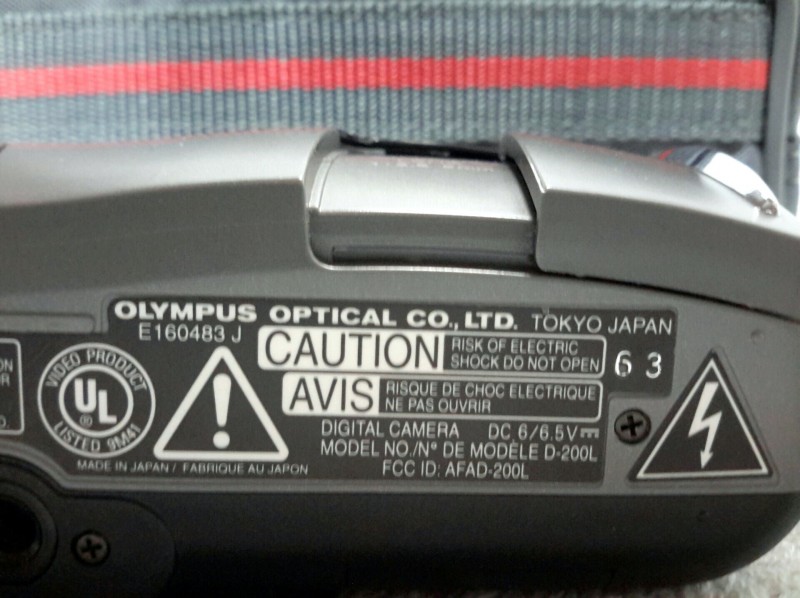 OLYMPUS OPTICAL CO., LTD. TOKYO JAPAN
E160483 J
CAUTION
RISK OF ELECTRIC
SHOCK DO NOT OPEN
63
AVIS
RISQUE DE CHOC ELECTRIQUE
NE PAS OUVRIR
VIDEO PRODUCT
UL
®
LISTED 9M41
DIGITAL CAMERA DC 6/6.5V⎓
MODEL NO./N° DE MODÈLE D-200L
FCC ID: AFAD-200L
MADE IN JAPAN / FABRIQUE AU JAPON